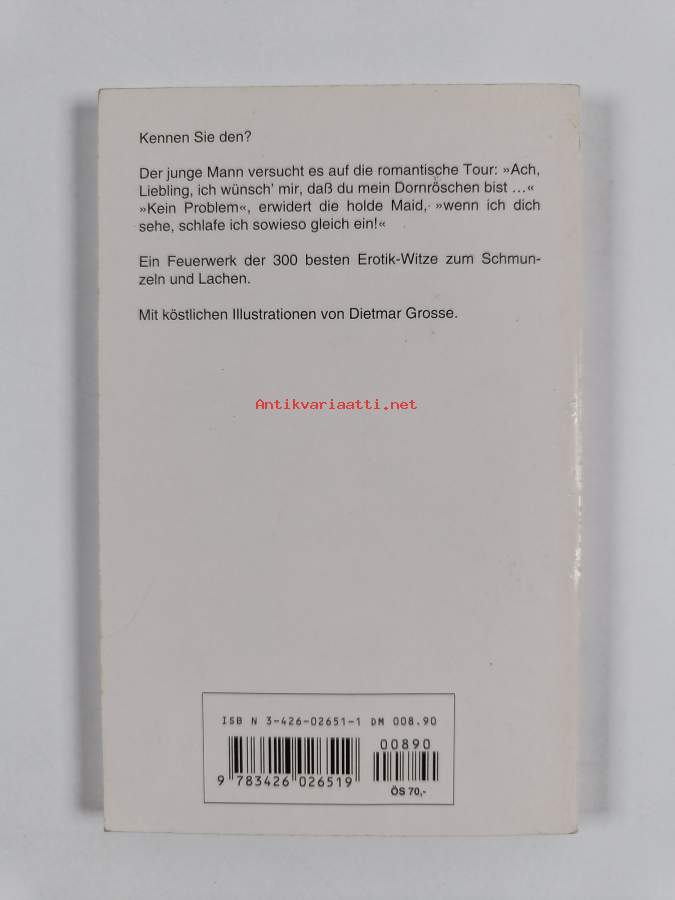 Kennen Sie den?
Der junge Mann versucht es auf die romantische Tour: »Ach,
Liebling, ich wünsch' mir, daß du mein Dornröschen bist ...«
»Kein Problem«, erwidert die holde Maid, »wenn ich dich
sehe, schlafe ich sowieso gleich ein!«
Ein Feuerwerk der 300 besten Erotik-Witze zum Schmun-
zeln und Lachen.
Mit köstlichen Illustrationen von Dietmar Grosse.
Antikvariaatti.net
ISB N 3-426-02651-1 DM 008.90
00890
9 783426 026519
ÖS 70,-